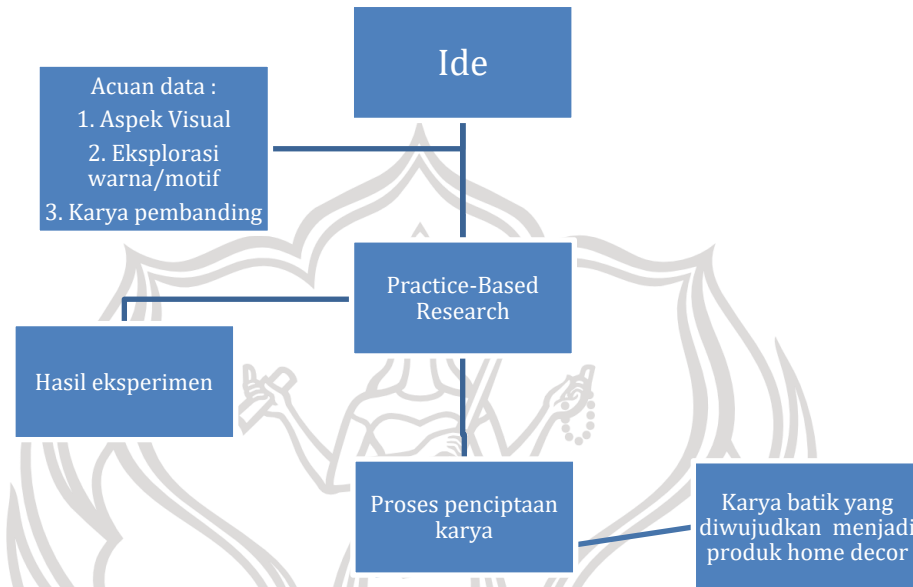 Ide
Acuan data :
1. Aspek Visual
2. Eksplorasi
warna/motif
3. Karya pembanding
Practice-Based
Research
Hasil eksperimen
Proses penciptaan
karya
Karya batik yang
diwujudkan menjadi
produk home decor